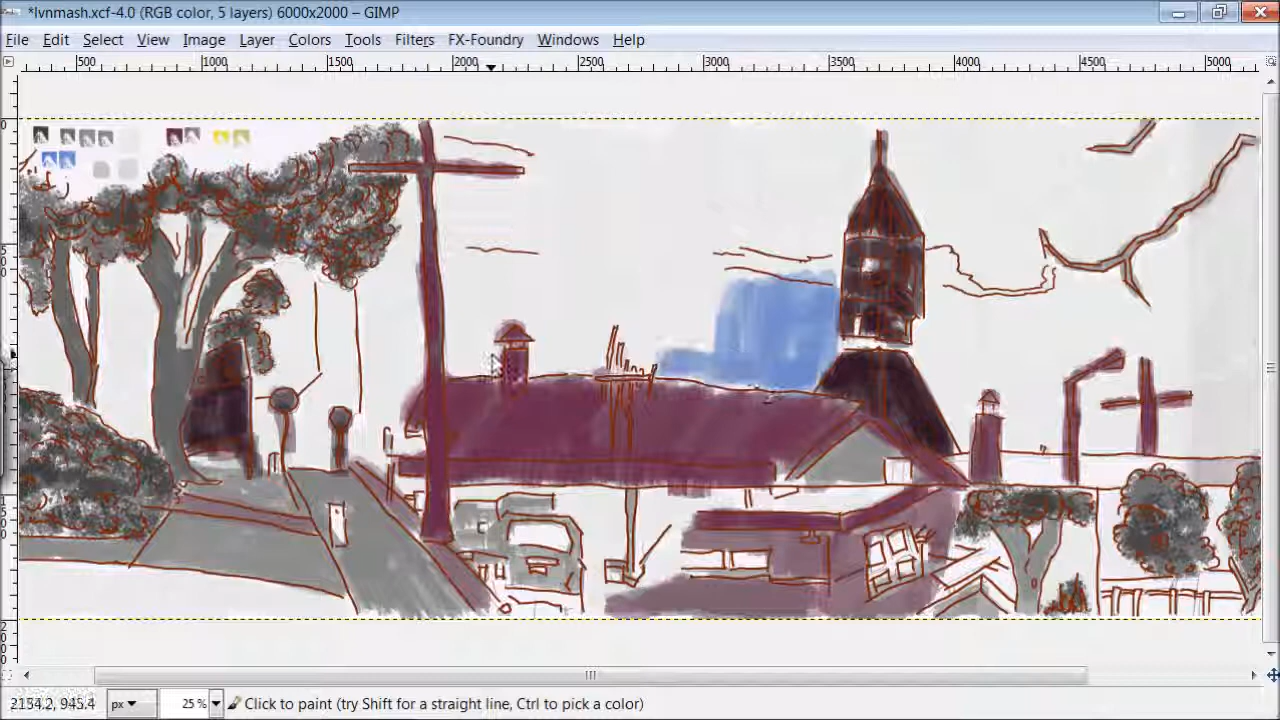 *lvnmash.xcf-4.0 (RGB color, 5 layers) 6000x2000 – GIMP
File Edit Select View Image Layer Colors Tools Filters FX-Foundry Windows Help
500 1000 1500 2000 2500 3000 3500 4000 4500 5000
0
2154.2, 945.4 px 25 % Click to paint (try Shift for a straight line, Ctrl to pick a color)